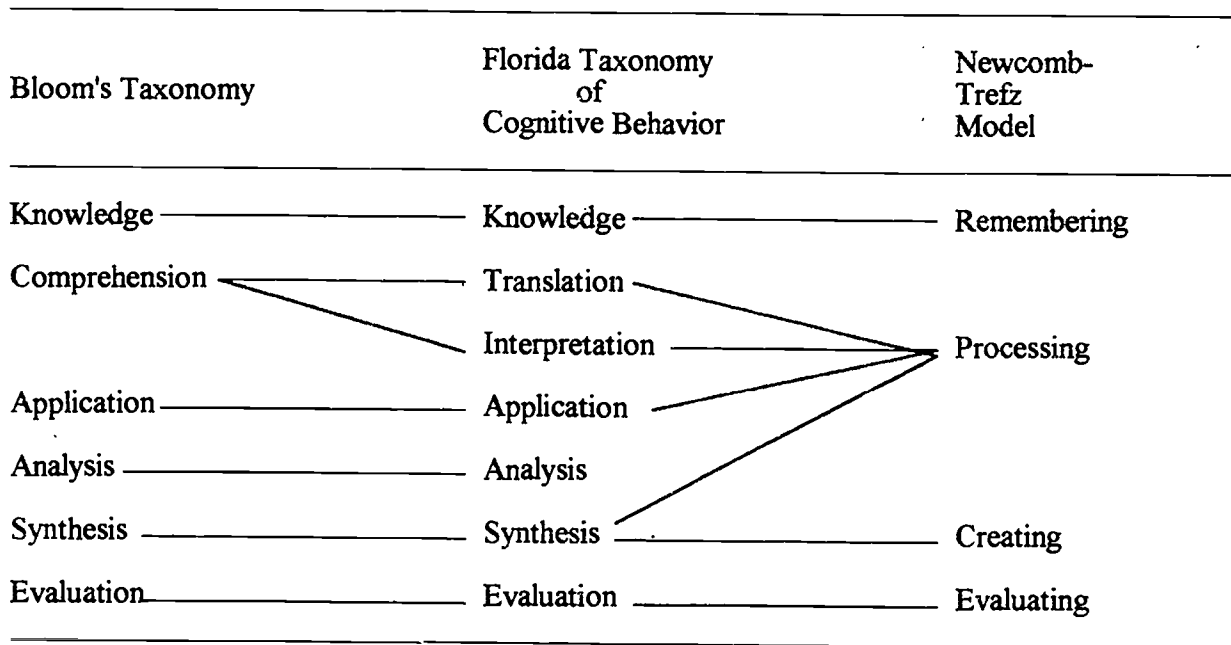 Bloom's Taxonomy
Florida Taxonomy
of
Cognitive Behavior
Newcomb-
Trefz
Model
Knowledge Knowledge Remembering
Comprehension Translation
Interpretation Processing
Application Application
Analysis Analysis
Synthesis Synthesis Creating
Evaluation Evaluation Evaluating